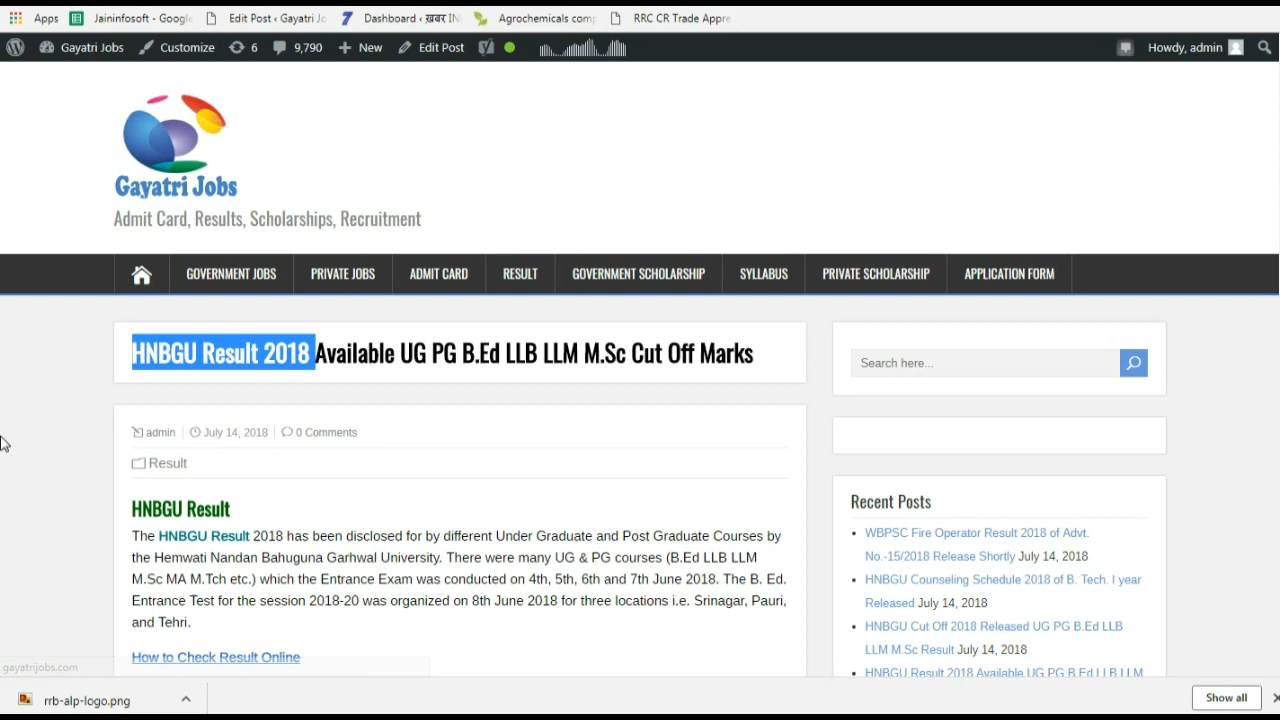 Apps Jaininfosoft - Google Edit Post ‹ Gayatri Jo Dashboard ‹ ख़बर IN Agrochemicals comp RRC CR Trade Appre
Gayatri Jobs Customize 6 9,790 New Edit Post Howdy, admin
Gayatri Jobs
Admit Card, Results, Scholarships, Recruitment
GOVERNMENT JOBS PRIVATE JOBS ADMIT CARD RESULT GOVERNMENT SCHOLARSHIP SYLLABUS PRIVATE SCHOLARSHIP APPLICATION FORM
HNBGU Result 2018 Available UG PG B.Ed LLB LLM M.Sc Cut Off Marks
admin July 14, 2018 0 Comments
Result
HNBGU Result
The HNBGU Result 2018 has been disclosed for by different Under Graduate and Post Graduate Courses by
the Hemwati Nandan Bahuguna Garhwal University. There were many UG & PG courses (B.Ed LLB LLM
M.Sc MA M.Tch etc.) which the Entrance Exam was conducted on 4th, 5th, 6th and 7th June 2018. The B. Ed.
Entrance Test for the session 2018-20 was organized on 8th June 2018 for three locations i.e. Srinagar, Pauri,
and Tehri.
How to Check Result Online
Search here...
Recent Posts
WBPSC Fire Operator Result 2018 of Advt.
No.-15/2018 Release Shortly July 14, 2018
HNBGU Counseling Schedule 2018 of B. Tech. I year
Released July 14, 2018
HNBGU Cut Off 2018 Released UG PG B.Ed LLB
LLM M.Sc Result July 14, 2018
HNBGU Result 2018 Available UG PG B.Ed LLB LLM
gayatrijobs.com
rrb-alp-logo.png Show all